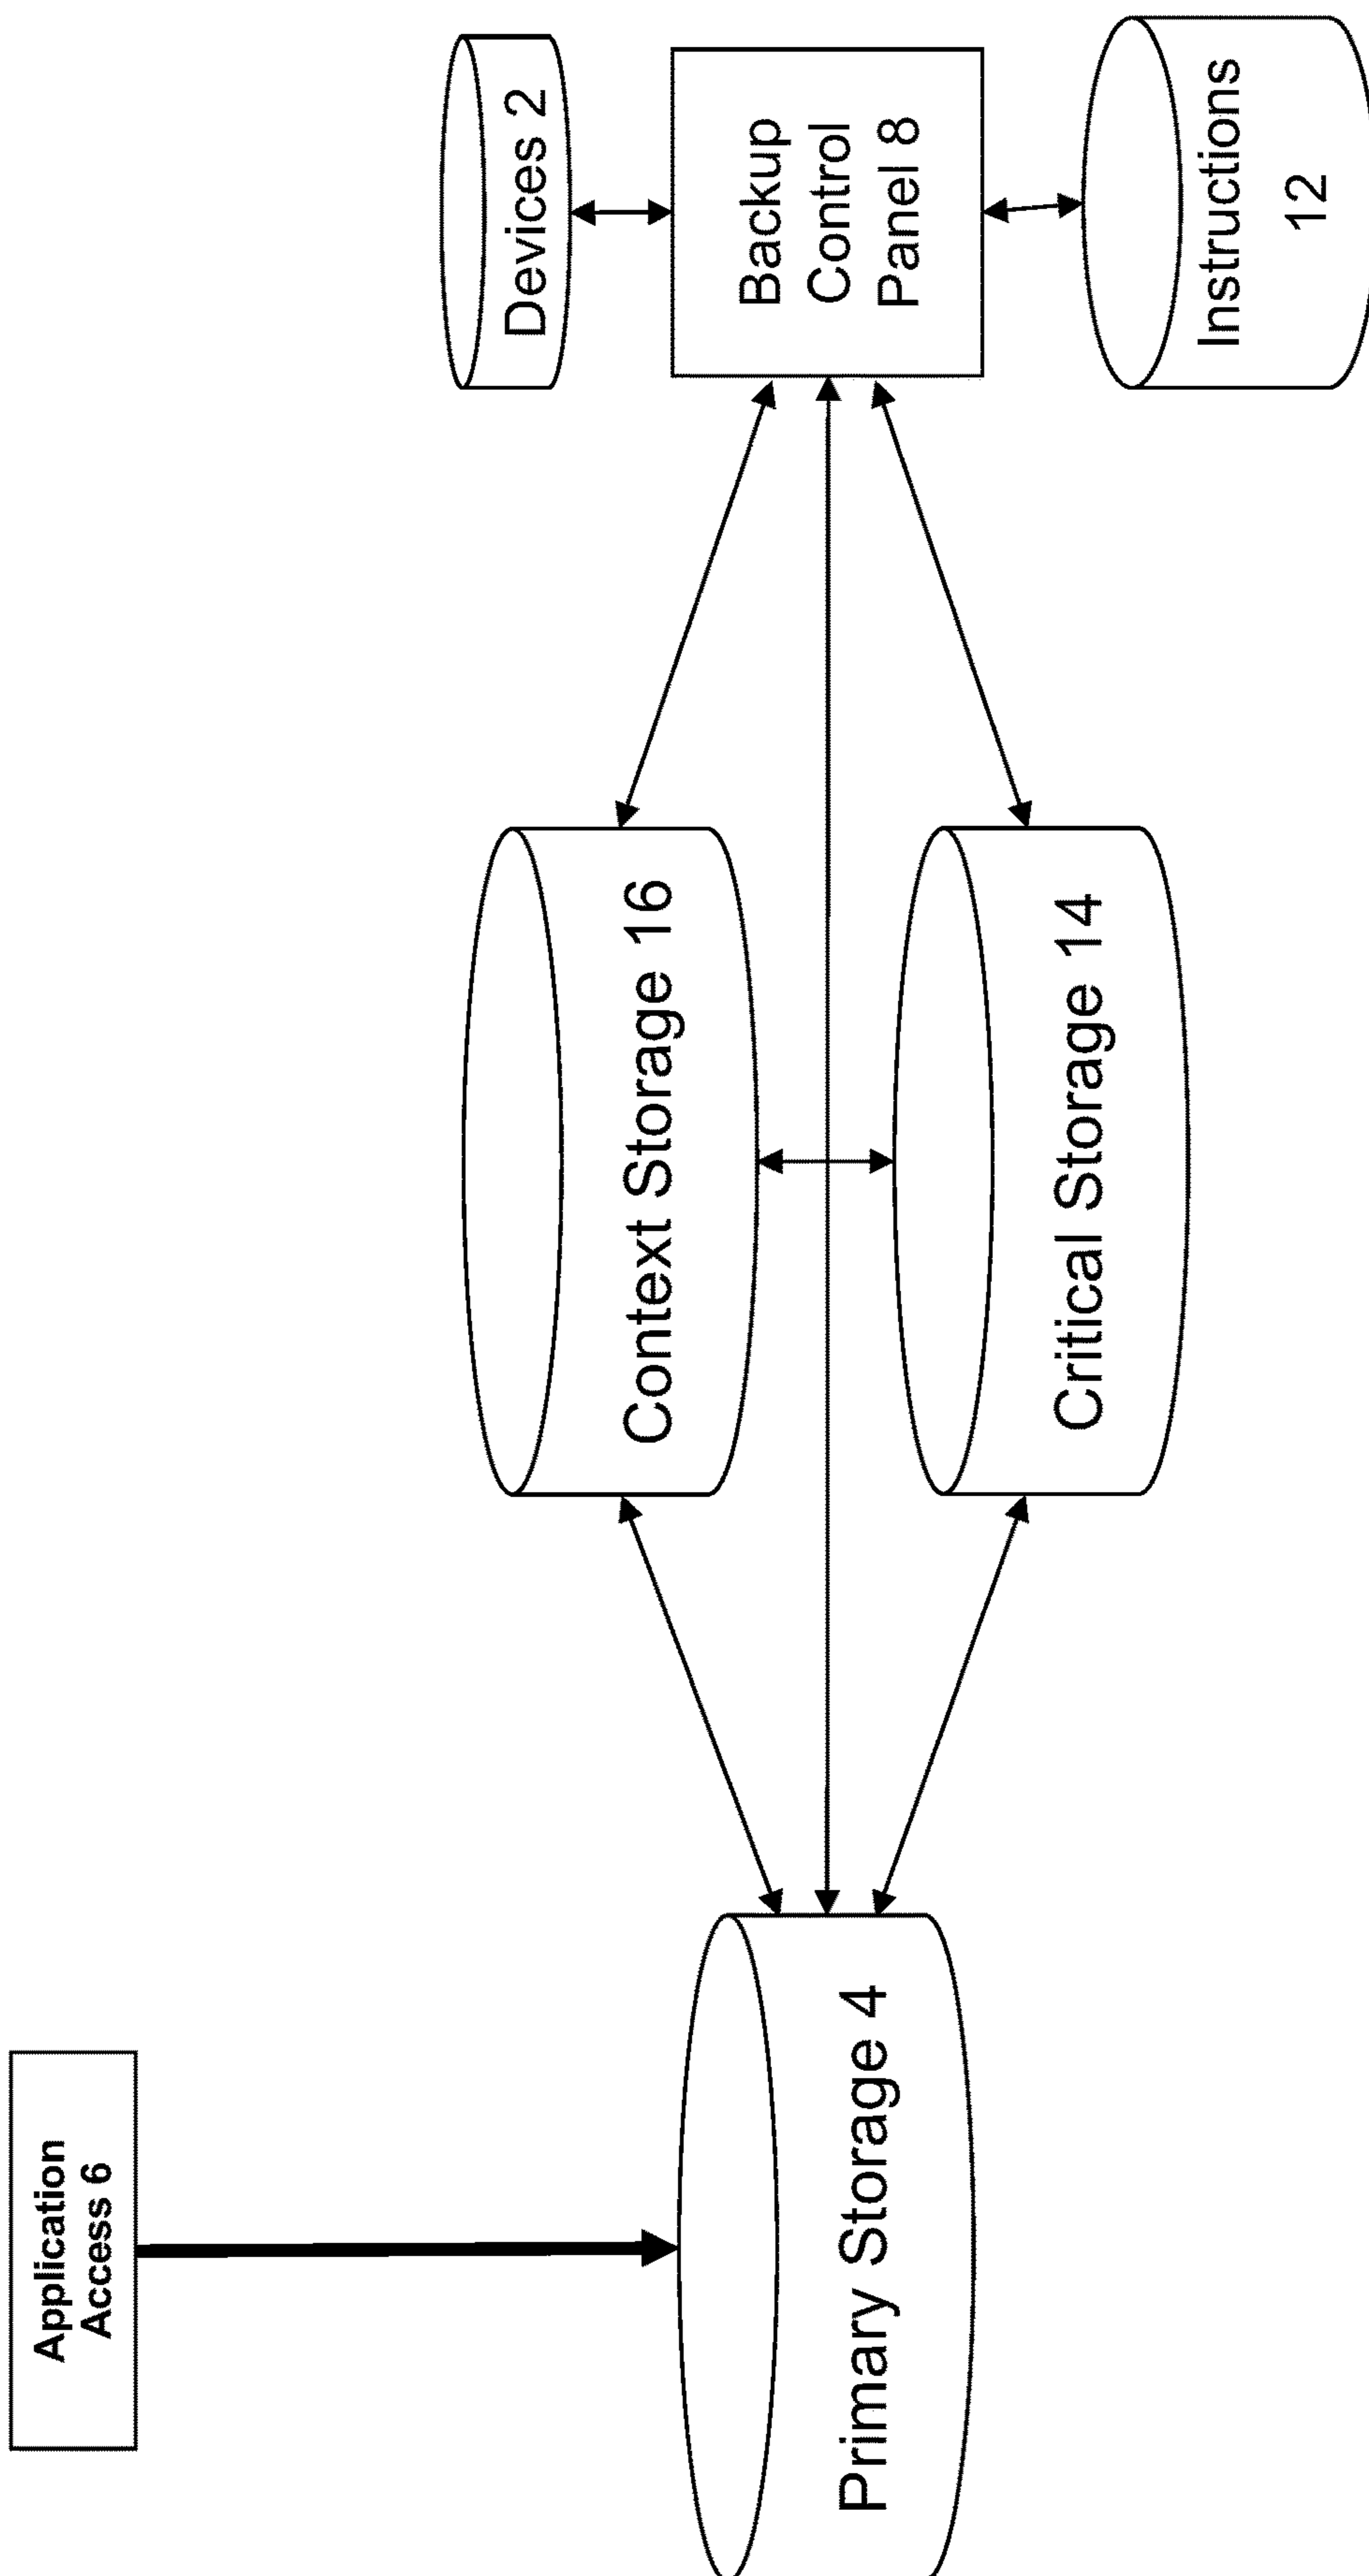 Application
Access 6
Primary Storage 4
Context Storage 16
Critical Storage 14
Devices 2
Backup
Control
Panel 8
Instructions
12